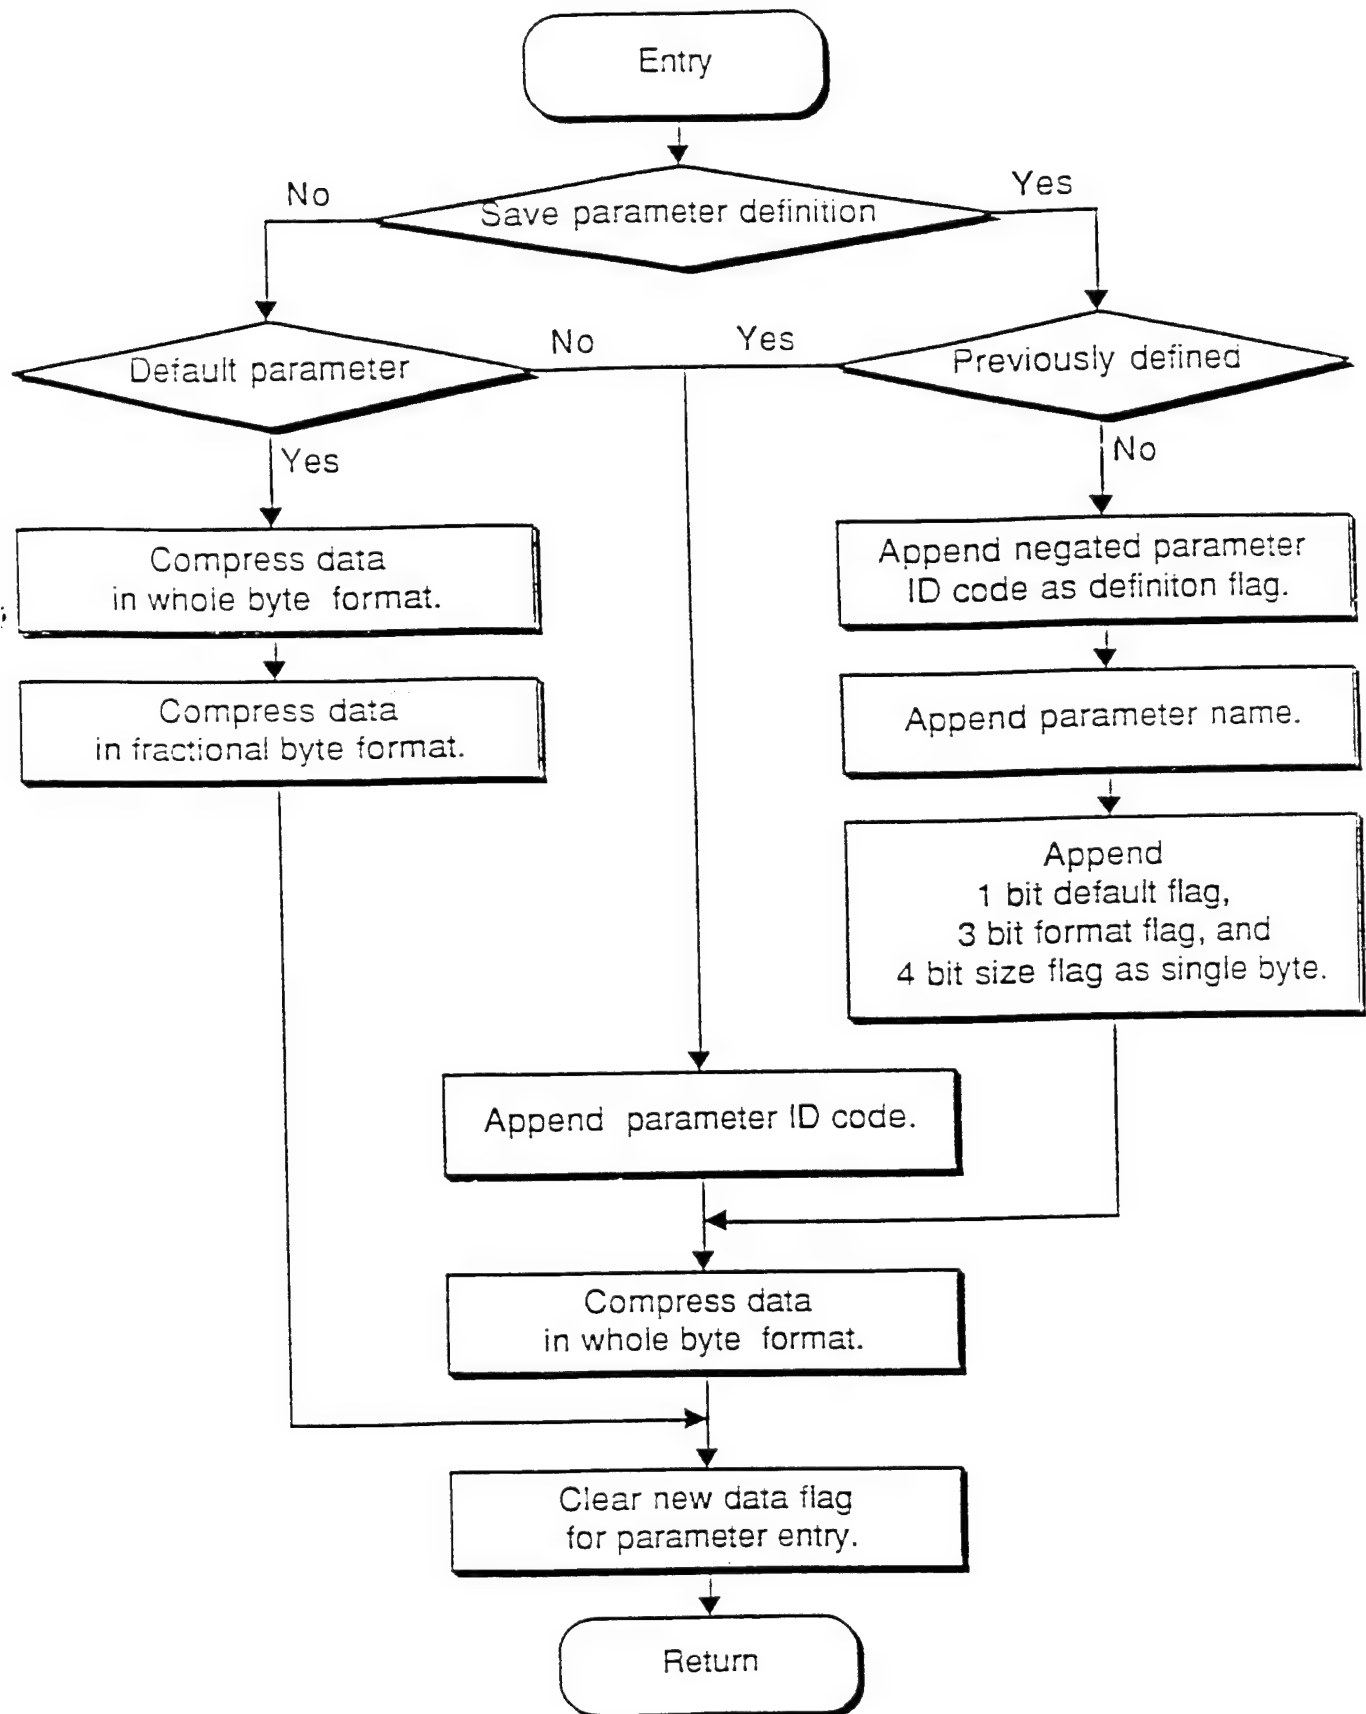 Entry
No
Yes
Save parameter definition
No
Yes
Default parameter
Previously defined
Yes
No
Compress data
in whole byte format.
Append negated parameter
ID code as definiton flag.
Compress data
in fractional byte format.
Append parameter name.
Append
1 bit default flag,
3 bit format flag, and
4 bit size flag as single byte.
Append parameter ID code.
Compress data
in whole byte format.
Clear new data flag
for parameter entry.
Return